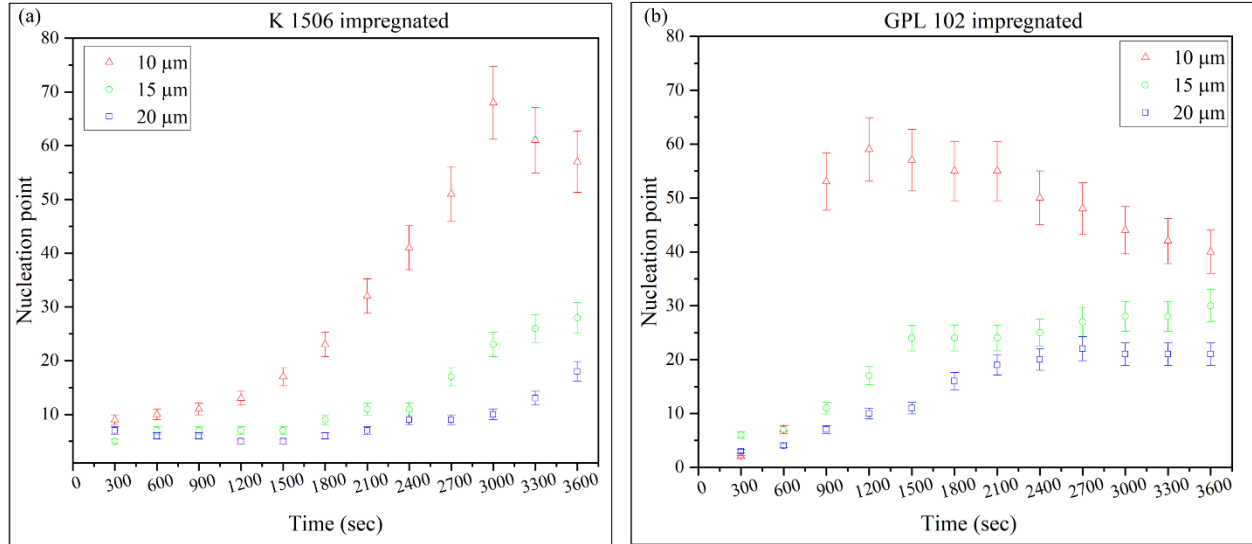 (a)
K 1506 impregnated
80
70
60
50
40
30
20
10
Nucleation point
10 µm
15 µm
20 µm
0 300 600 900 1200 1500 1800 2100 2400 2700 3000 3300 3600
Time (sec)
(b)
GPL 102 impregnated
80
70
60
50
40
30
20
10
0
Nucleation point
10 µm
15 µm
20 µm
0 300 600 900 1200 1500 1800 2100 2400 2700 3000 3300 3600
Time (sec)